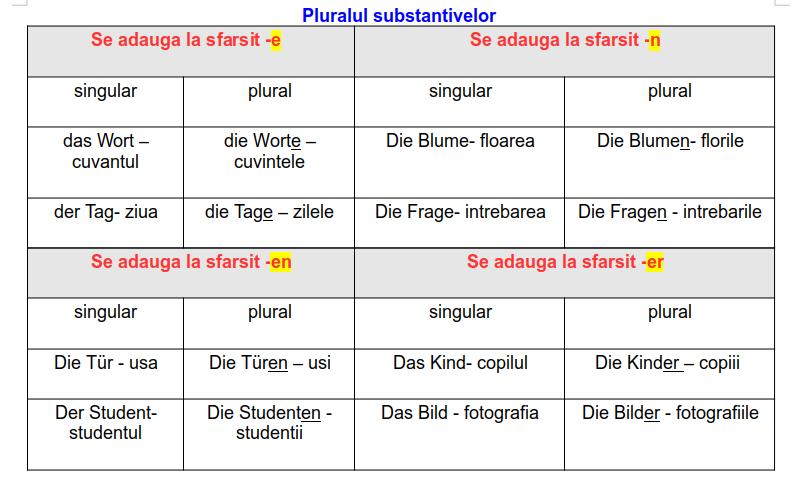 Pluralul substantivelor
Se adauga la sfarsit -e
Se adauga la sfarsit -n
singular
plural
singular
plural
das Wort –
cuvantul
die Worte –
cuvintele
Die Blume- floarea
Die Blumen- florile
der Tag- ziua
die Tage – zilele
Die Frage- intrebarea
Die Fragen - intrebarile
Se adauga la sfarsit -en
Se adauga la sfarsit -er
singular
plural
singular
plural
Die Tür - usa
Die Türen – usi
Das Kind- copilul
Die Kinder – copiii
Der Student-
studentul
Die Studenten -
studentii
Das Bild - fotografia
Die Bilder - fotografiile